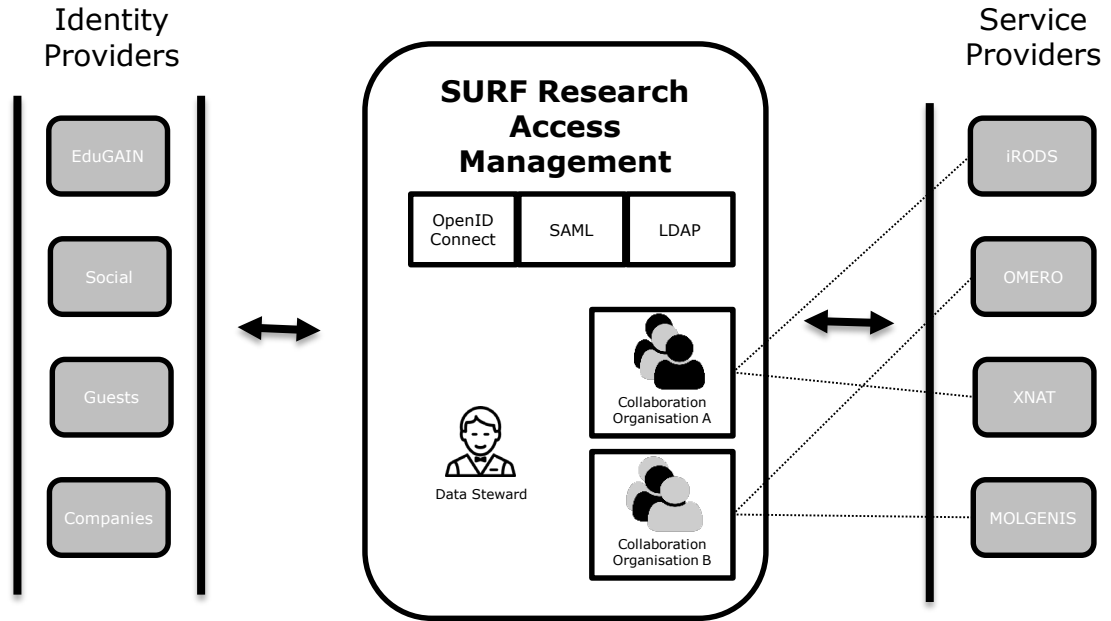 Identity
Providers
EduGAIN
Social
Guests
Companies
SURF Research
Access
Management
OpenID
Connect
SAML
LDAP
Collaboration
Organisation A
Data Steward
Collaboration
Organisation B
Service
Providers
iRODS
OMERO
XNAT
MOLGENIS